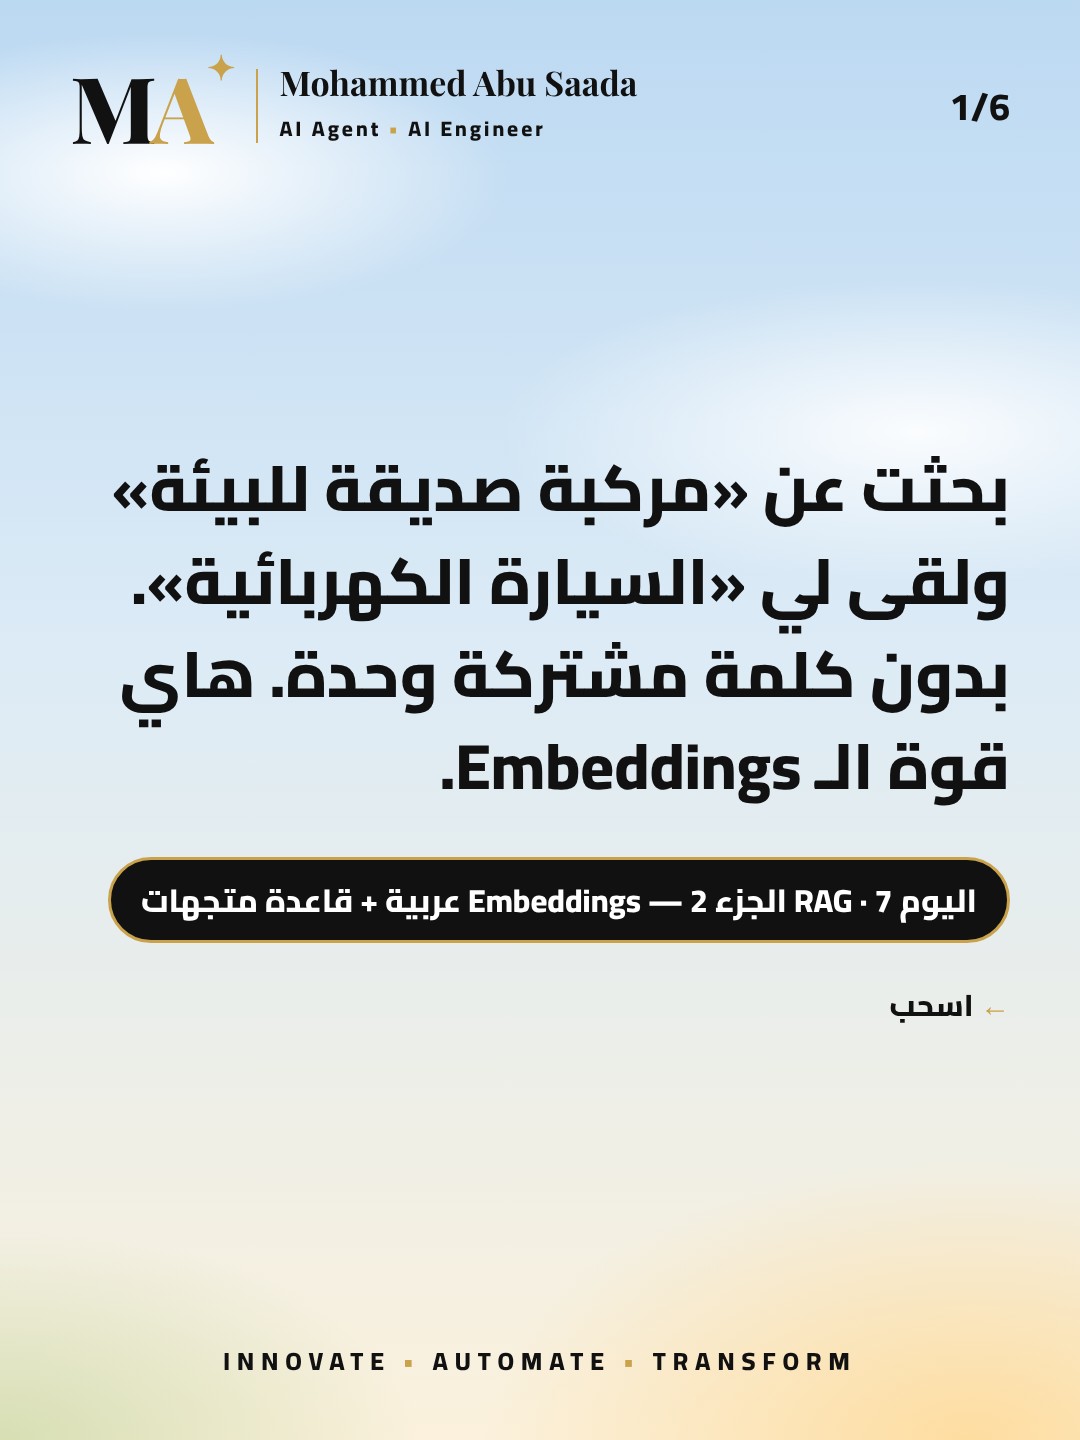 MA
Mohammed Abu Saada
AI Agent ▪ AI Engineer
1/6
بحثت عن «مركبة صديقة للبيئة»
ولقى لي «السيارة الكهربائية».
بدون كلمة مشتركة وحدة. هاي
قوة الـ Embeddings.
اليوم 7 · RAG الجزء 2 — Embeddings عربية + قاعدة متجهات
← اسحب
INNOVATE ▪ AUTOMATE ▪ TRANSFORM